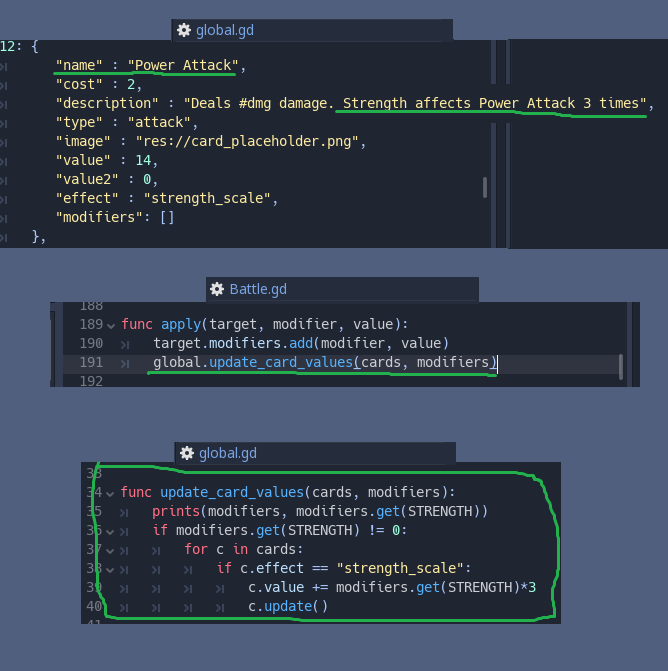 global.gd
12: {
"name" : "Power Attack",
"cost" : 2,
"description" : "Deals #dmg damage. Strength affects Power Attack 3 times",
"type" : "attack",
"image" : "res://card_placeholder.png",
"value" : 14,
"value2" : 0,
"effect" : "strength_scale",
"modifiers": []
},
Battle.gd
188
189 func apply(target, modifier, value):
190 target.modifiers.add(modifier, value)
191 global.update_card_values(cards, modifiers)
192
global.gd
33
34 func update_card_values(cards, modifiers):
35 prints(modifiers, modifiers.get(STRENGTH))
36 if modifiers.get(STRENGTH) != 0:
37 for c in cards:
38 if c.effect == "strength_scale":
39 c.value += modifiers.get(STRENGTH)*3
40 c.update()
41